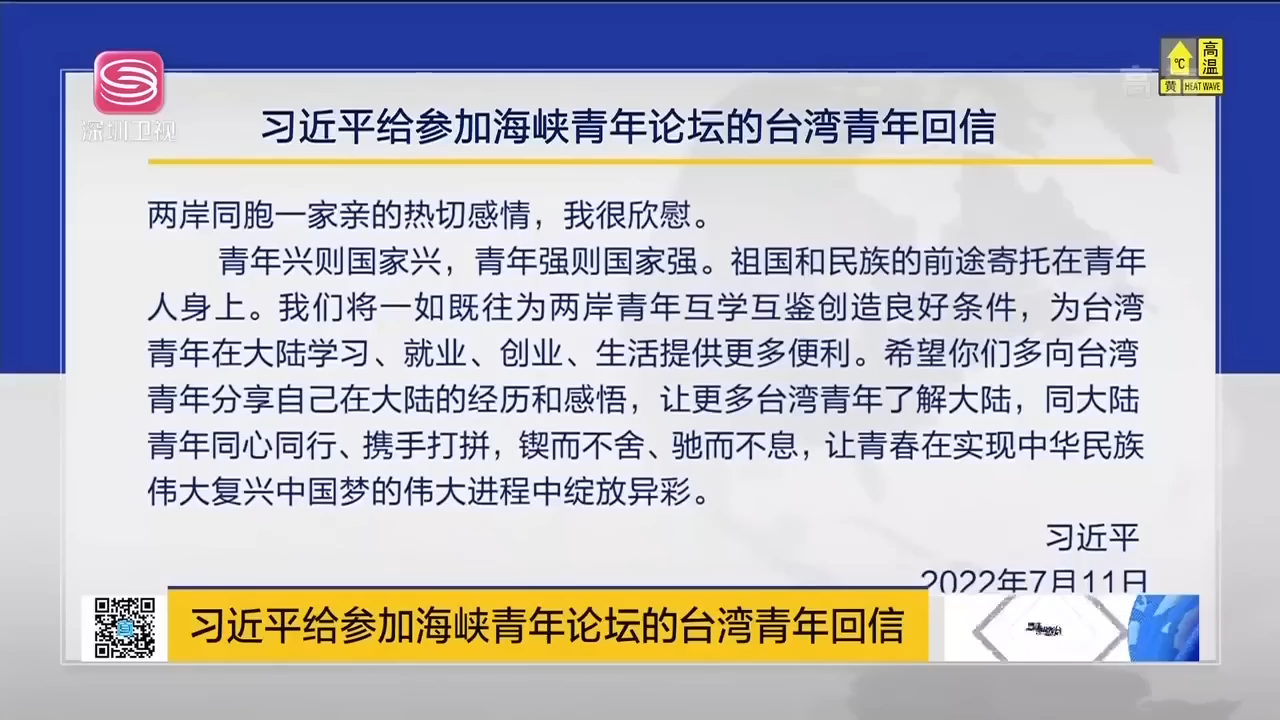 深圳卫视
高
℃
高温
黄 HEAT WAVE
习近平给参加海峡青年论坛的台湾青年回信
两岸同胞一家亲的热切感情，我很欣慰。
青年兴则国家兴，青年强则国家强。祖国和民族的前途寄托在青年
人身上。我们将一如既往为两岸青年互学互鉴创造良好条件，为台湾
青年在大陆学习、就业、创业、生活提供更多便利。希望你们多向台湾
青年分享自己在大陆的经历和感悟，让更多台湾青年了解大陆，同大陆
青年同心同行、携手打拼，锲而不舍、驰而不息，让青春在实现中华民族
伟大复兴中国梦的伟大进程中绽放异彩。
习近平
2022年7月11日
习近平给参加海峡青年论坛的台湾青年回信